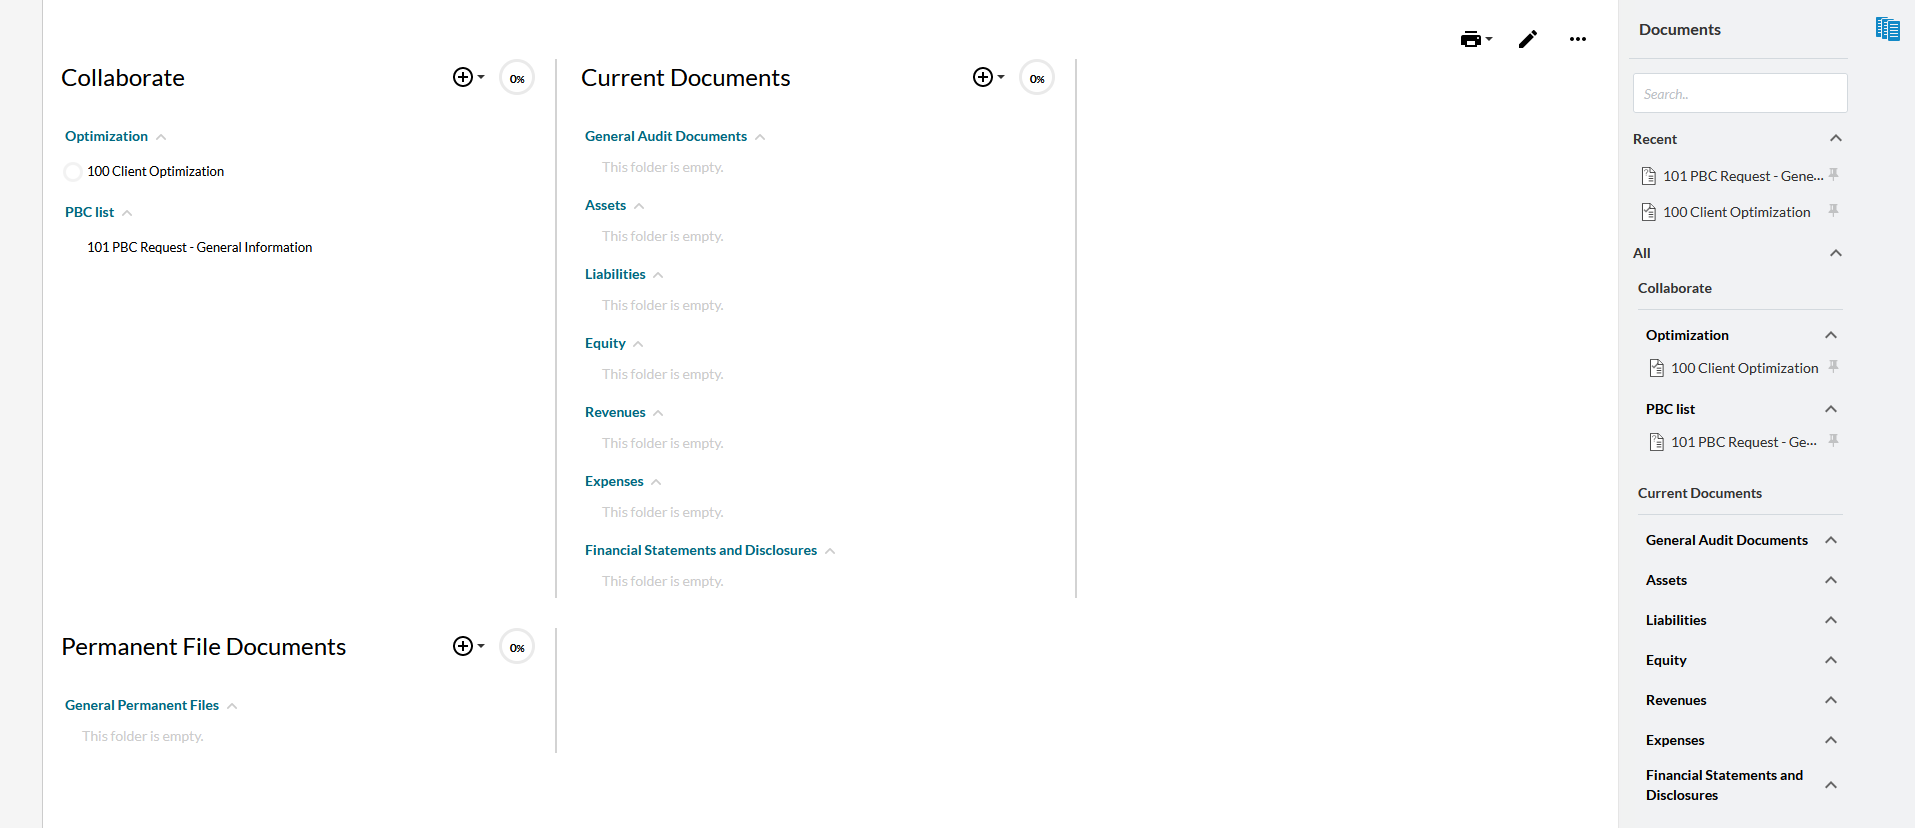 Collaborate
0%
Optimization
100 Client Optimization
PBC list
101 PBC Request - General Information
Current Documents
0%
General Audit Documents
This folder is empty.
Assets
This folder is empty.
Liabilities
This folder is empty.
Equity
This folder is empty.
Revenues
This folder is empty.
Expenses
This folder is empty.
Financial Statements and Disclosures
This folder is empty.
Permanent File Documents
0%
General Permanent Files
This folder is empty.
Documents
Search..
Recent
101 PBC Request - Gene...
100 Client Optimization
All
Collaborate
Optimization
100 Client Optimization
PBC list
101 PBC Request - Ge...
Current Documents
General Audit Documents
Assets
Liabilities
Equity
Revenues
Expenses
Financial Statements and
Disclosures